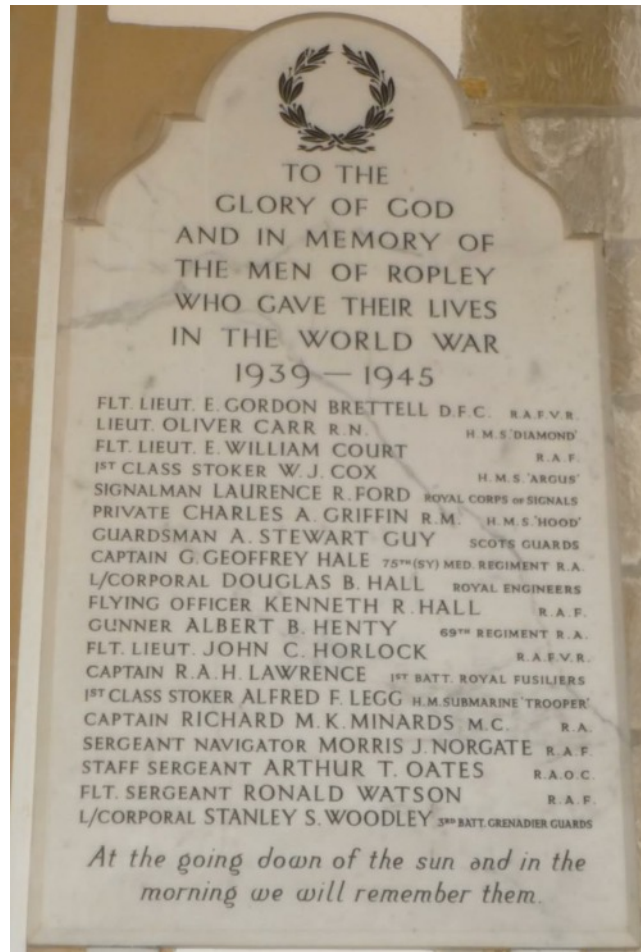 TO THE
GLORY OF GOD
AND IN MEMORY OF
THE MEN OF ROPLEY
WHO GAVE THEIR LIVES
IN THE WORLD WAR
1939 — 1945
FLT. LIEUT. E. GORDON BRETTELL D.F.C. R.A.F.V.R.
LIEUT. OLIVER CARR R.N. H.M.S. 'DIAMOND'
FLT. LIEUT. E. WILLIAM COURT R.A.F.
1ST CLASS STOKER W. J. COX H.M.S. 'ARGUS'
SIGNALMAN LAURENCE R. FORD ROYAL CORPS OF SIGNALS
PRIVATE CHARLES A. GRIFFIN R.M. H.M.S. 'HOOD'
GUARDSMAN A. STEWART GUY SCOTS GUARDS
CAPTAIN G. GEOFFREY HALE 75TH (SY) MED. REGIMENT R.A.
L/CORPORAL DOUGLAS B. HALL ROYAL ENGINEERS
FLYING OFFICER KENNETH R. HALL R.A.F.
GUNNER ALBERT B. HENTY 69TH REGIMENT R.A.
FLT. LIEUT. JOHN C. HORLOCK R.A.F.V.R.
CAPTAIN R.A.H. LAWRENCE 1ST BATT. ROYAL FUSILIERS
1ST CLASS STOKER ALFRED F. LEGG H.M. SUBMARINE 'TROOPER'
CAPTAIN RICHARD M.K. MINARDS M.C. R.A.
SERGEANT NAVIGATOR MORRIS J. NORGATE R.A.F.
STAFF SERGEANT ARTHUR T. OATES R.A.O.C.
FLT. SERGEANT RONALD WATSON R.A.F.
L/CORPORAL STANLEY S. WOODLEY 3RD BATT. GRENADIER GUARDS
At the going down of the sun and in the
morning we will remember them.